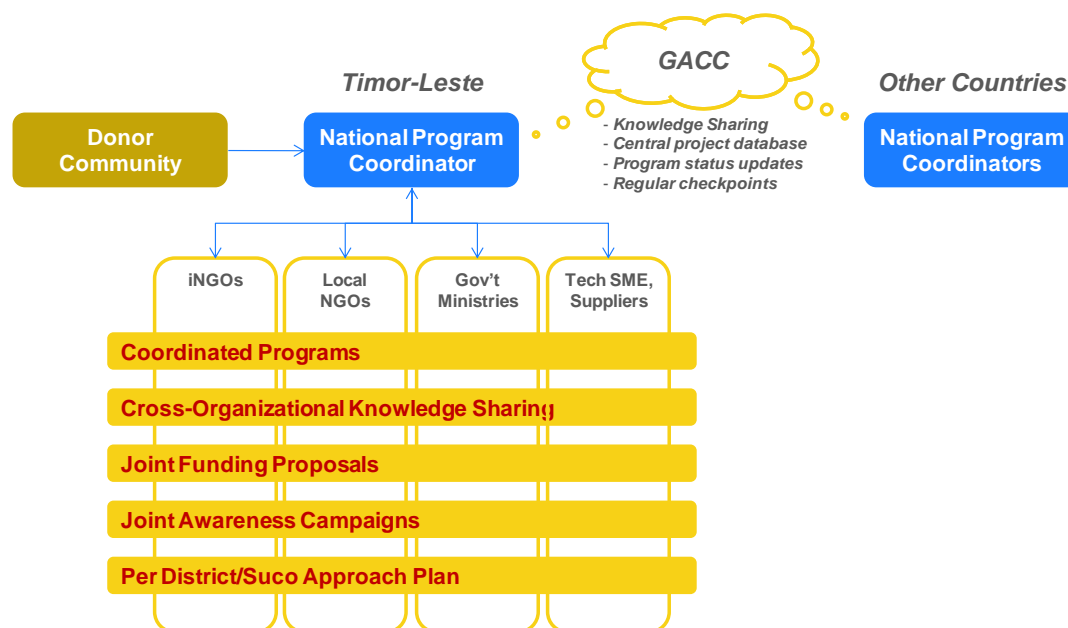 GACC
Timor-Leste
Other Countries
Donor
Community
National Program
Coordinator
- Knowledge Sharing
- Central project database
- Program status updates
- Regular checkpoints
National Program
Coordinators
iNGOs
Local
NGOs
Gov't
Ministries
Tech SME,
Suppliers
Coordinated Programs
Cross-Organizational Knowledge Sharing
Joint Funding Proposals
Joint Awareness Campaigns
Per District/Suco Approach Plan